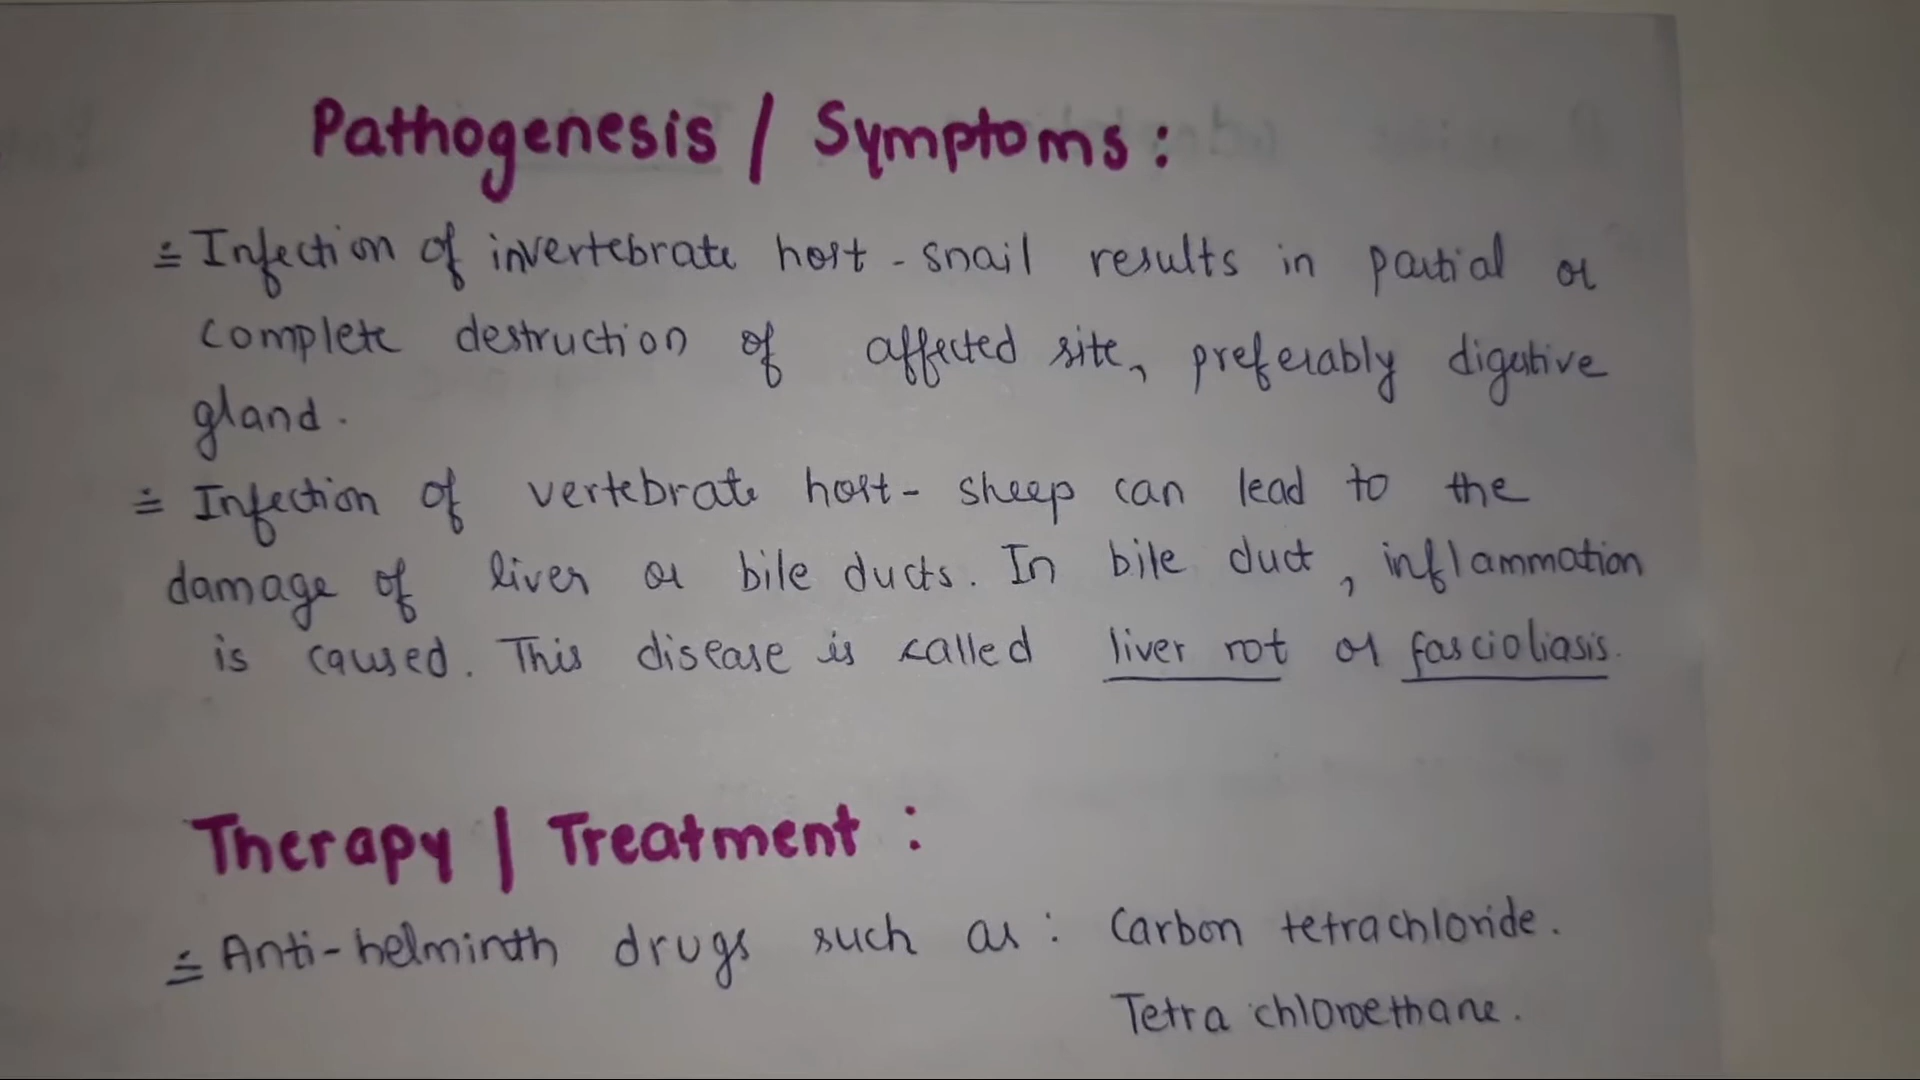 Pathogenesis / Symptoms :
= Infection of invertebrate host - snail results in partial or
complete destruction of affected site, preferably digestive
gland.
= Infection of vertebrate host - sheep can lead to the
damage of liver or bile ducts. In bile duct, inflammation
is caused. This disease is called liver rot or fascioliasis.
Therapy | Treatment :
= Anti-helminth drugs such as : Carbon tetrachloride.
Tetra chloroethane.